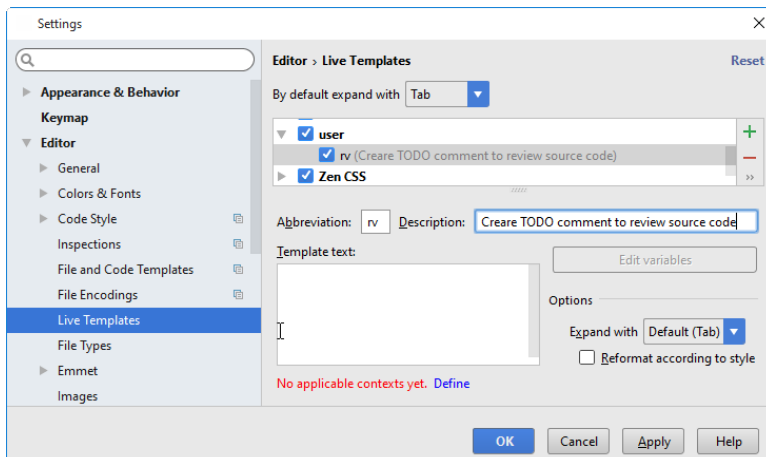 Settings
Editor › Live Templates
Reset
Appearance & Behavior
Keymap
Editor
General
Colors & Fonts
Code Style
Inspections
File and Code Templates
File Encodings
Live Templates
File Types
Emmet
Images
By default expand with Tab
user
rv (Creare TODO comment to review source code)
Zen CSS
Abbreviation: rv Description: Creare TODO comment to review source code
Template text:
Edit variables
Options
Expand with Default (Tab)
Reformat according to style
No applicable contexts yet. Define
OK Cancel Apply Help